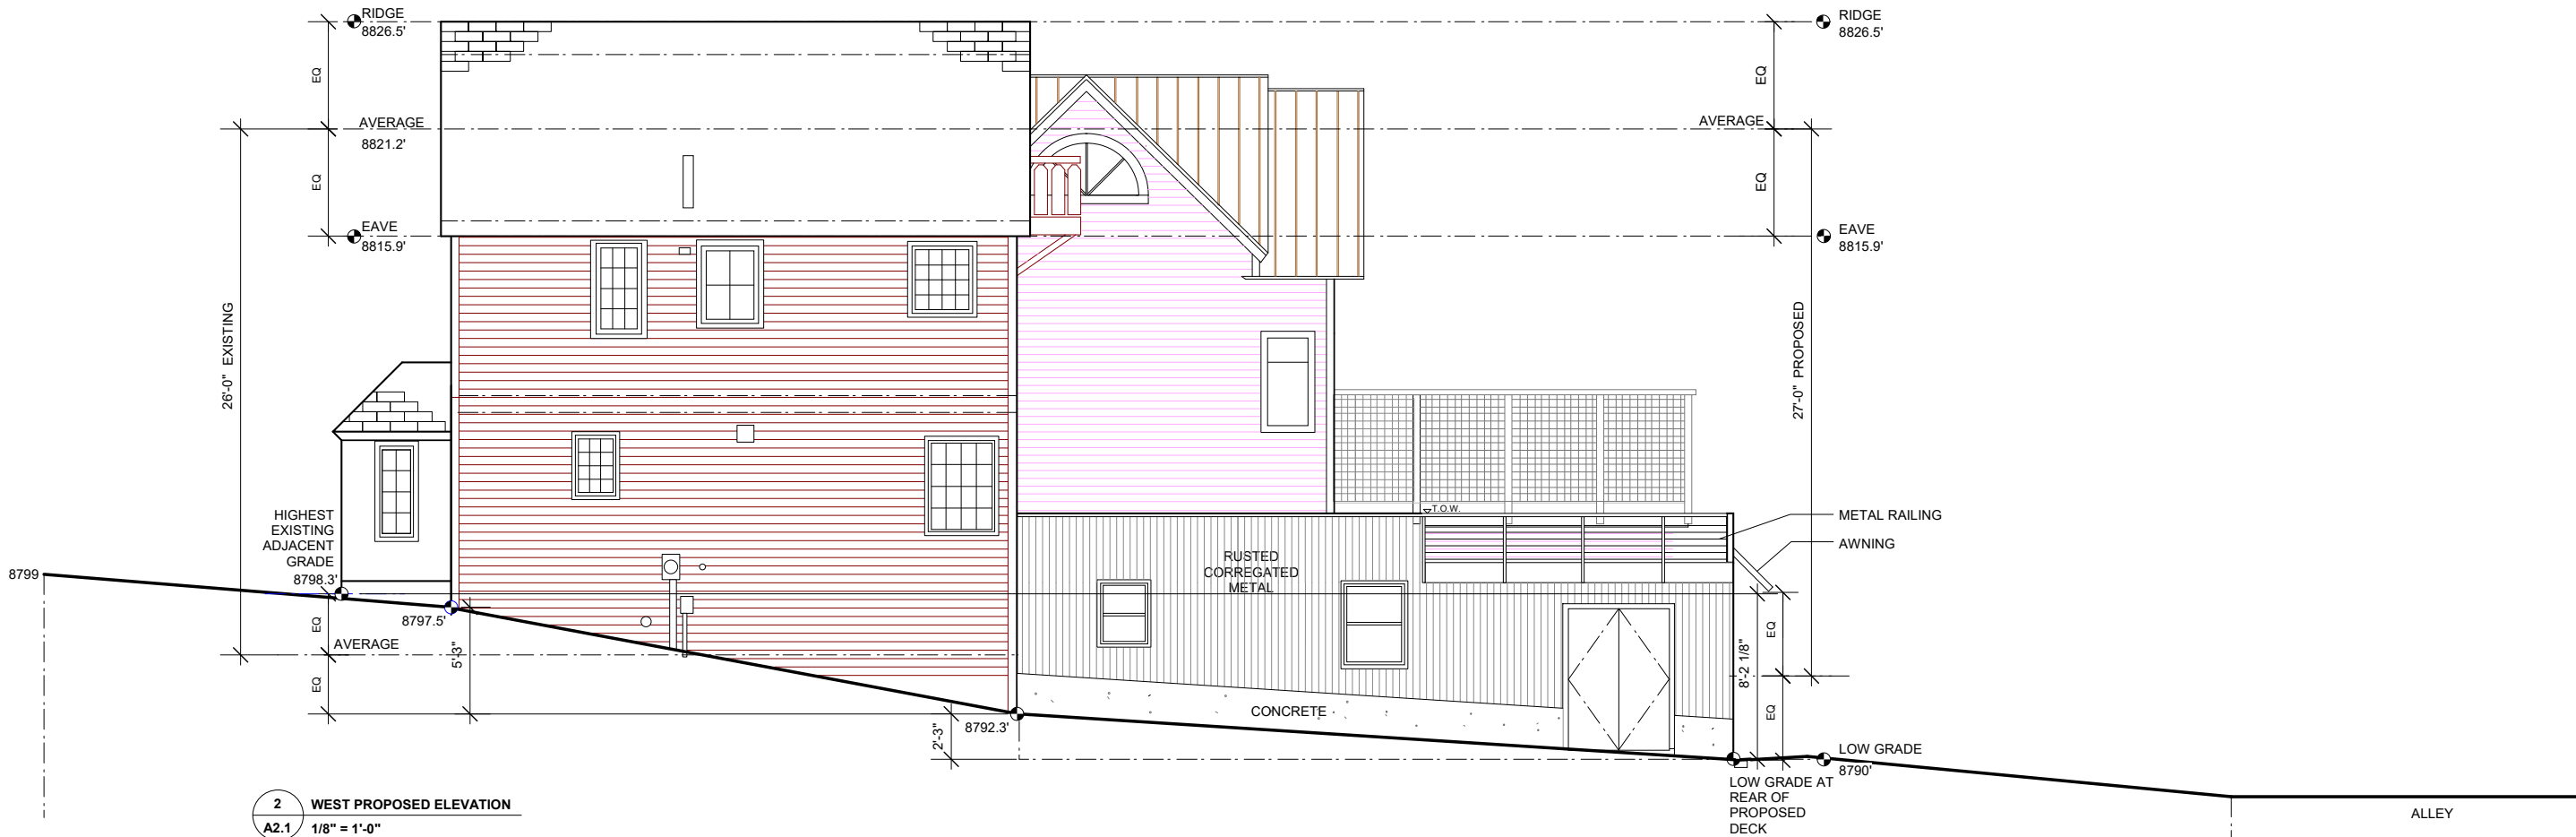 RIDGE
8826.5'
RIDGE
8826.5'
EQ
EQ
AVERAGE
8821.2'
AVERAGE
EQ
EQ
EAVE
8815.9'
EAVE
8815.9'
26'-0" EXISTING
27'-0" PROPOSED
HIGHEST
EXISTING
ADJACENT
GRADE
8798.3'
8799
8797.5'
T.O.W.
METAL RAILING
AWNING
RUSTED
CORREGATED
METAL
EQ
AVERAGE
EQ
5'-3"
EQ
8'-2 1/8"
EQ
CONCRETE
2'-3"
8792.3'
LOW GRADE
8790'
LOW GRADE AT
REAR OF
PROPOSED
DECK
ALLEY
2
WEST PROPOSED ELEVATION
A2.1
1/8" = 1'-0"